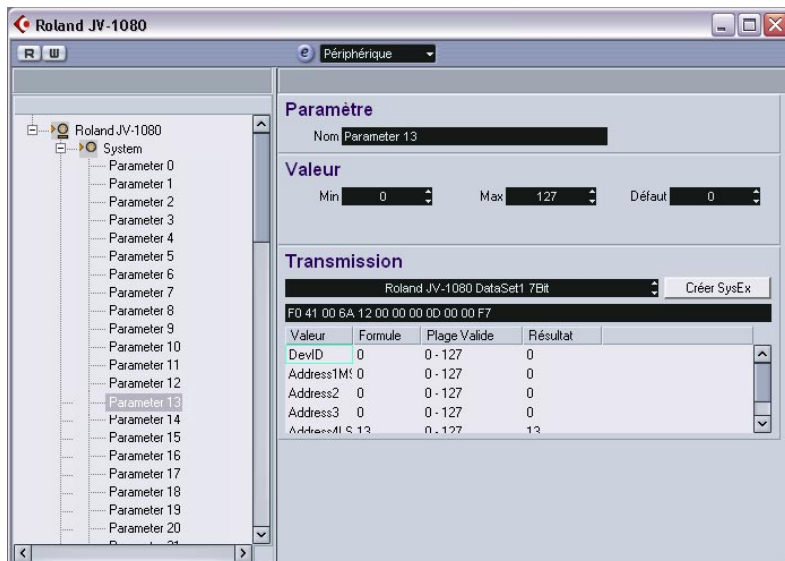 Roland JV-1080
R W e Périphérique
Roland JV-1080
System
Parameter 0
Parameter 1
Parameter 2
Parameter 3
Parameter 4
Parameter 5
Parameter 6
Parameter 7
Parameter 8
Parameter 9
Parameter 10
Parameter 11
Parameter 12
Parameter 13
Parameter 14
Parameter 15
Parameter 16
Parameter 17
Parameter 18
Parameter 19
Parameter 20
Paramètre
Nom Parameter 13
Valeur
Min 0 Max 127 Défaut 0
Transmission
Roland JV-1080 DataSet1 7Bit Créer SysEx
F0 41 00 6A 12 00 00 00 0D 00 00 F7
Valeur Formule Plage Valide Résultat
DevID 0 0 - 127 0
Address1MS 0 0 - 127 0
Address2 0 0 - 127 0
Address3 0 0 - 127 0
Address4LS 13 0 - 127 13